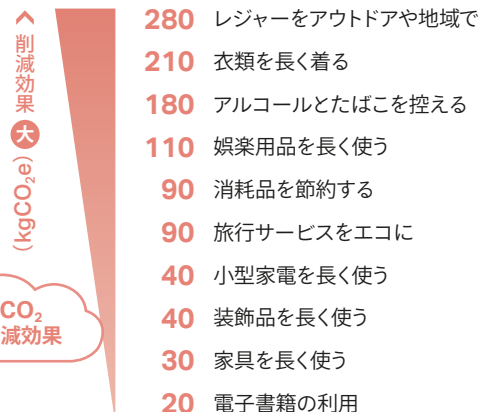 削減効果 大 (kgCO₂e)
280 レジャーをアウトドアや地域で
210 衣類を長く着る
180 アルコールとたばこを控える
110 娯楽用品を長く使う
90 消耗品を節約する
90 旅行サービスをエコに
40 小型家電を長く使う
40 装飾品を長く使う
30 家具を長く使う
20 電子書籍の利用
CO₂
減効果